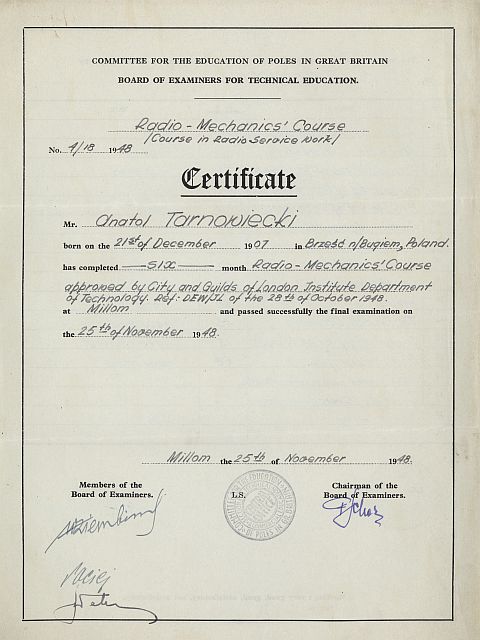 COMMITTEE FOR THE EDUCATION OF POLES IN GREAT BRITAIN
BOARD OF EXAMINERS FOR TECHNICAL EDUCATION.
Radio-Mechanics' Course
/Course in Radio Service Work/
No. 4/18 1948
Certificate
Mr. Anatol Tarnowiecki
born on the 21st of December 1907 in Brześć n/Bugiem, Poland.
has completed —SIX— month Radio-Mechanics' Course
approved by City and Guilds of London Institute Department
of Technology. Ref: DEW/JL of the 28th of October 1948.
at Millom and passed successfully the final examination on
the 25th of November 1948.
Millom the 25th of November 1948.
Members of the
Board of Examiners.
L.S.
Chairman of the
Board of Examiners.
Maciej